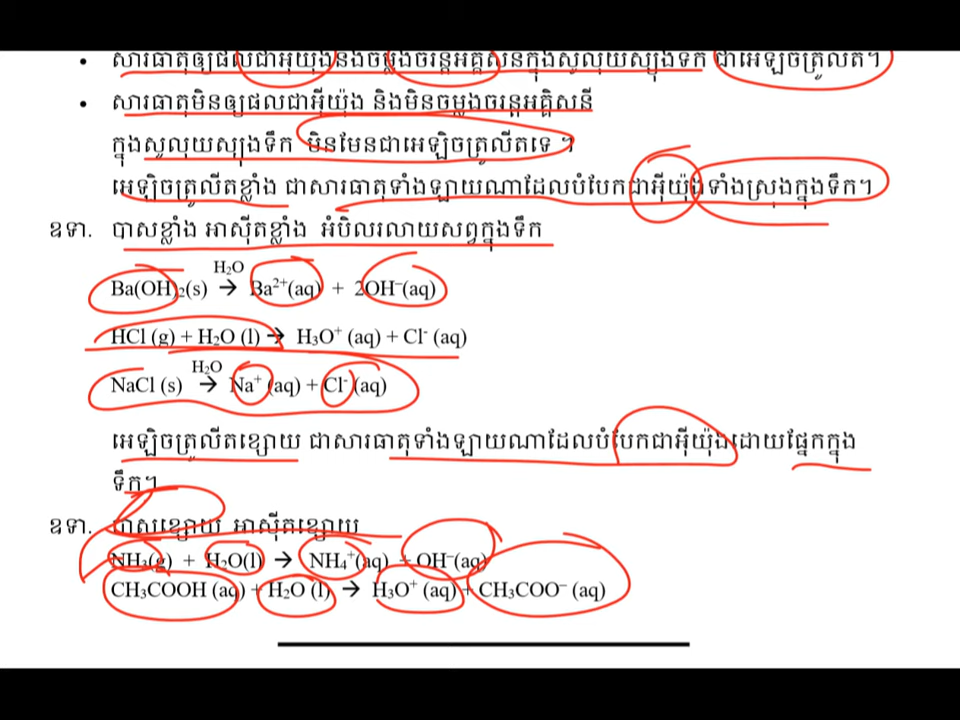 • សារធាតុឲ្យផលជាអ៊ីយ៉ុងនិងចម្លងចរន្តអគ្គិសនីក្នុងសូលុយស្យុងទឹក ជាអេឡិចត្រូលីត។
• សារធាតុមិនឲ្យផលជាអ៊ីយ៉ុង និងមិនចម្លងចរន្តអគ្គិសនី
ក្នុងសូលុយស្យុងទឹក មិនមែនជាអេឡិចត្រូលីតទេ ។
អេឡិចត្រូលីតខ្លាំង ជាសារធាតុទាំងឡាយណាដែលបំបែកជាអ៊ីយ៉ុងទាំងស្រុងក្នុងទឹក។
ឧទា. បាសខ្លាំង អាស៊ីតខ្លាំង អំបិលរលាយសព្វក្នុងទឹក
H₂O
Ba(OH)₂(s) → Ba²⁺(aq) + 2OH⁻(aq)
HCl (g) + H₂O (l) → H₃O⁺ (aq) + Cl⁻ (aq)
H₂O
NaCl (s) → Na⁺ (aq) + Cl⁻ (aq)
អេឡិចត្រូលីតខ្សោយ ជាសារធាតុទាំងឡាយណាដែលបំបែកជាអ៊ីយ៉ុងដោយផ្នែកក្នុង
ទឹក។
ឧទា. បាសខ្សោយ អាស៊ីតខ្សោយ
NH₃(g) + H₂O(l) → NH₄⁺(aq) + OH⁻(aq)
CH₃COOH (aq) + H₂O (l) → H₃O⁺ (aq) + CH₃COO⁻ (aq)